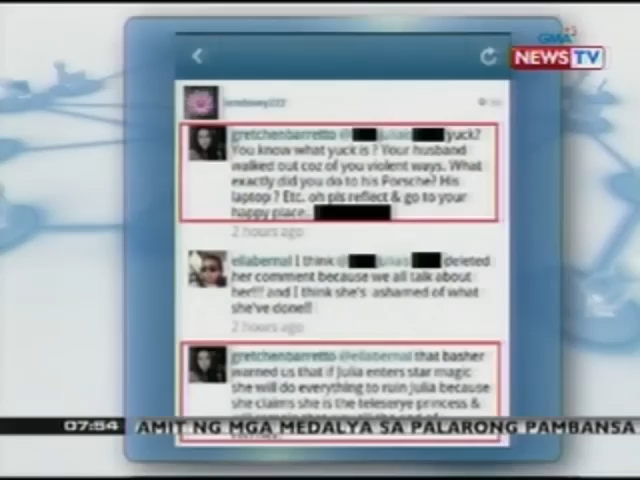 GMA
NEWS TV
gretchenbarretto @ julia yuck?
You know what yuck is ? Your husband
walked out coz of you violent ways. What
exactly did you do to his Porsche? His
laptop ? Etc. oh pls reflect & go to your
happy place.
2 hours ago
ellabernal I think @ julia deleted
her comment because we all talk about
her!!! and I think she's ashamed of what
she've done!!
2 hours ago
gretchenbarretto @ellabernal that basher
warned us that if Julia enters star magic
she will do everything to ruin Julia because
she claims she is the teleserye princess &
07:54 AMIT NG MGA MEDALYA SA PALARONG PAMBANSA